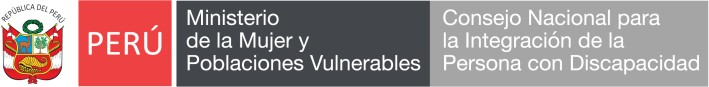 REPÚBLICA DEL PERÚ
PERÚ
Ministerio
de la Mujer y
Poblaciones Vulnerables
Consejo Nacional para
la Integración de la
Persona con Discapacidad